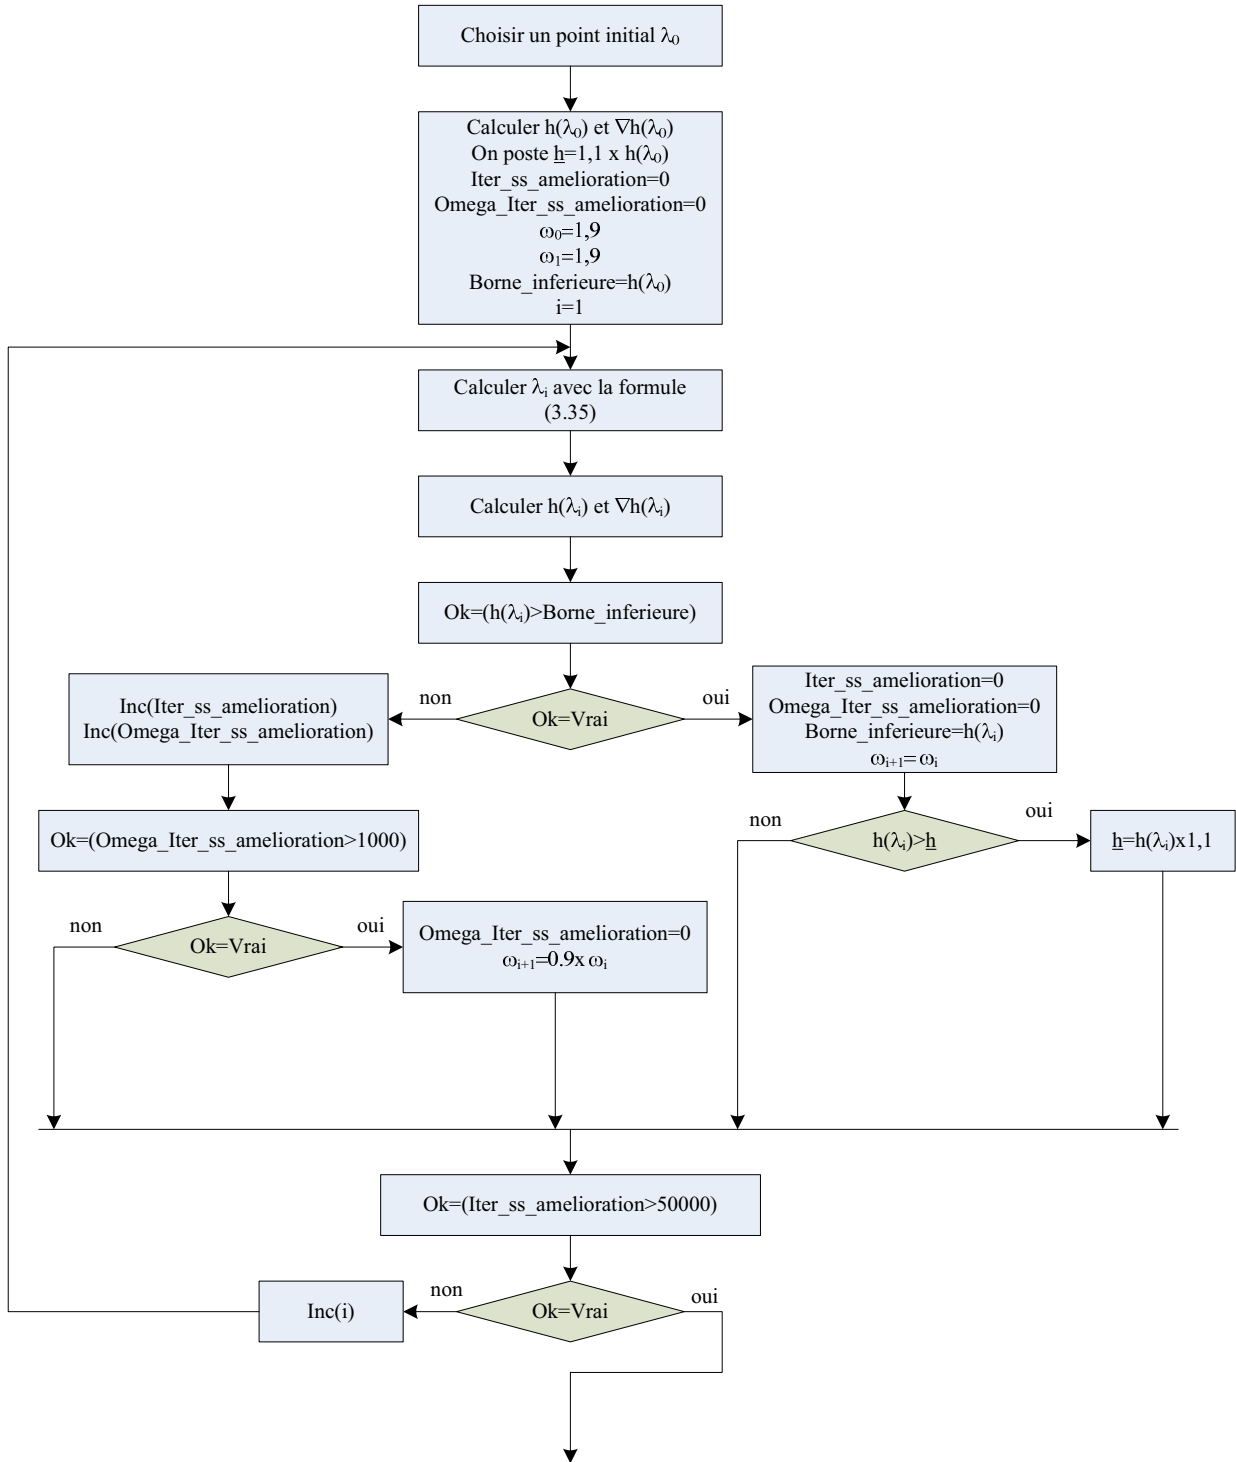 Choisir un point initial λ₀
Calculer h(λ₀) et ∇h(λ₀)
On poste h̲=1,1 x h(λ₀)
Iter_ss_amelioration=0
Omega_Iter_ss_amelioration=0
ω₀=1,9
ω₁=1,9
Borne_inferieure=h(λ₀)
i=1
Calculer λᵢ avec la formule
(3.35)
Calculer h(λᵢ) et ∇h(λᵢ)
Ok=(h(λᵢ)>Borne_inferieure)
non
Ok=Vrai
oui
Inc(Iter_ss_amelioration)
Inc(Omega_Iter_ss_amelioration)
Iter_ss_amelioration=0
Omega_Iter_ss_amelioration=0
Borne_inferieure=h(λᵢ)
ωᵢ₊₁= ωᵢ
Ok=(Omega_Iter_ss_amelioration>1000)
non
h(λᵢ)>h̲
oui
h̲=h(λᵢ)x1,1
non
Ok=Vrai
oui
Omega_Iter_ss_amelioration=0
ωᵢ₊₁=0.9x ωᵢ
Ok=(Iter_ss_amelioration>50000)
Inc(i)
non
Ok=Vrai
oui